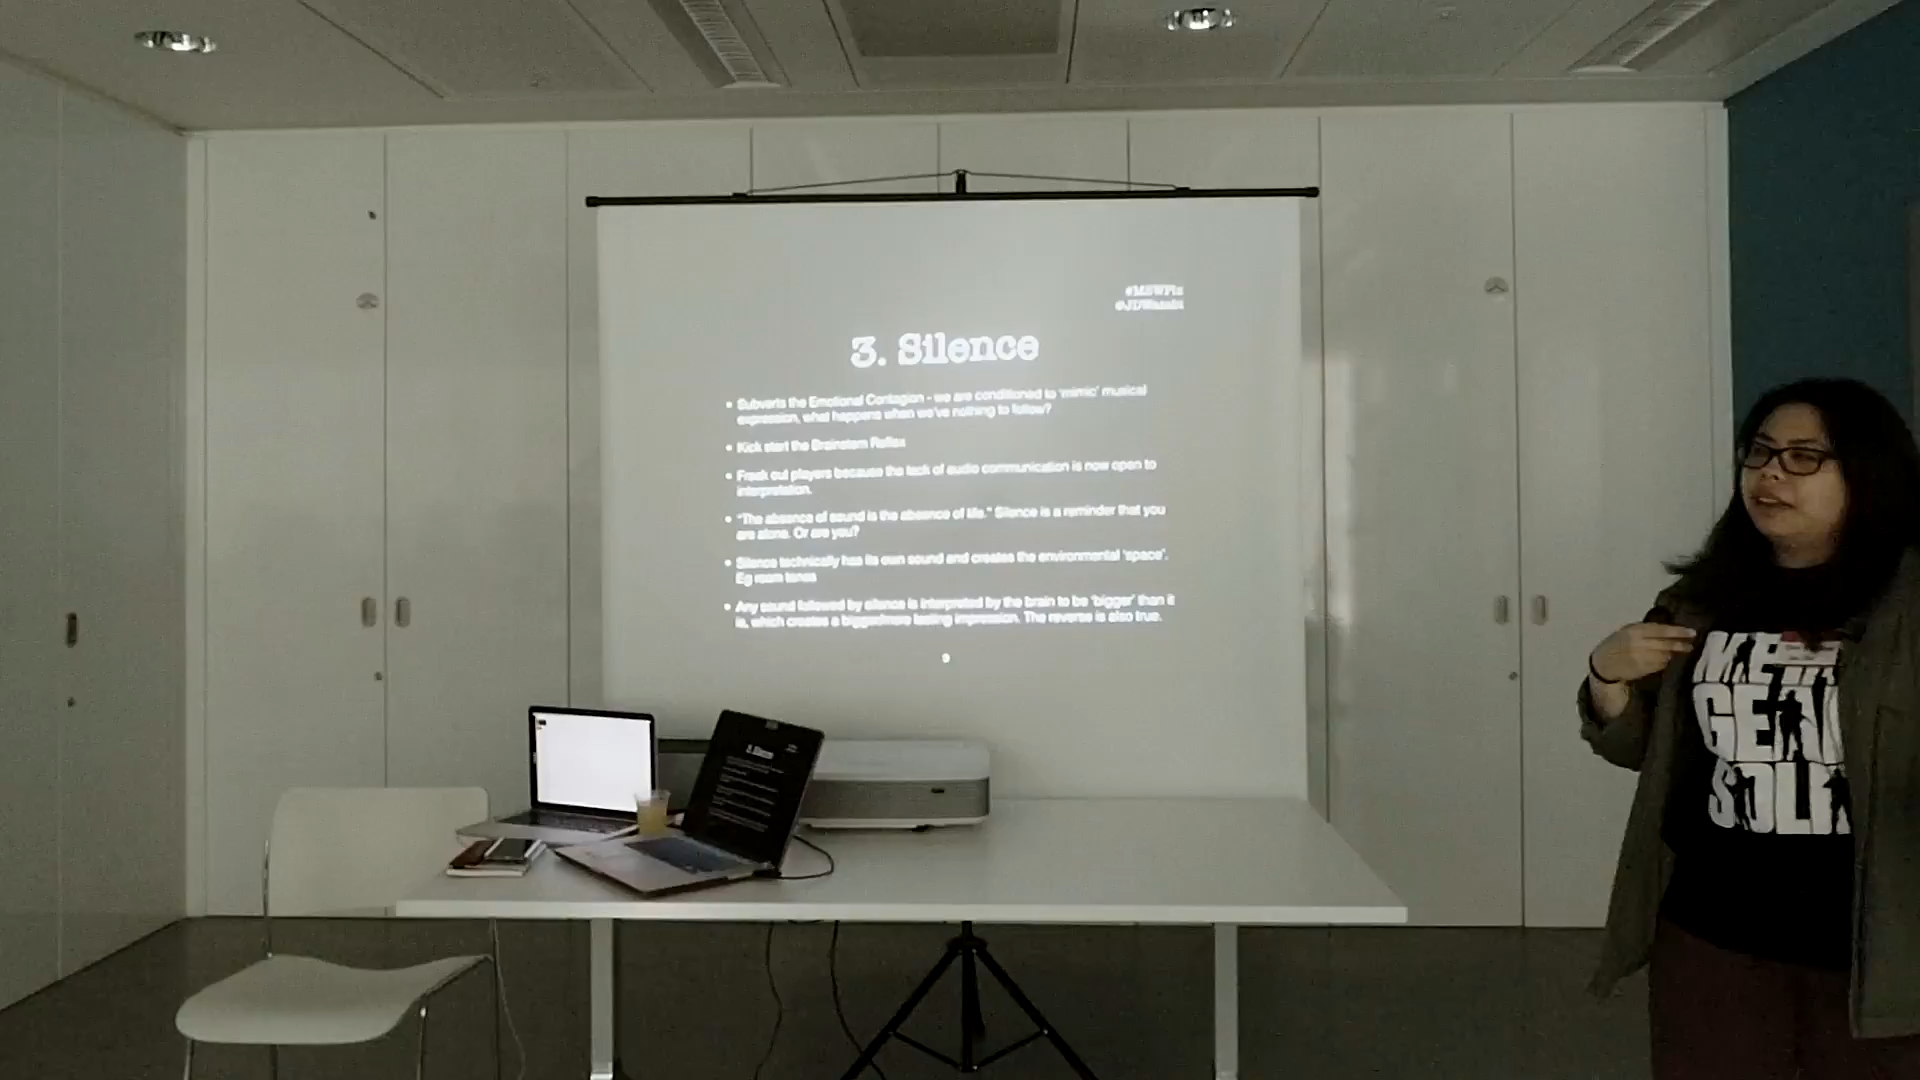 3. Silence
• Subverts the Emotional Contagion - we are conditioned to 'mimic' musical
expression, what happens when we've nothing to follow?
• Kick start the Brainstem Reflex
• Freak out players because the lack of audio communication is now open to
interpretation.
• "The absence of sound is the absence of life." Silence is a reminder that you
are alone. Or are you?
• Silence technically has its own sound and creates the environmental 'space'.
Eg room tones
• Any sound followed by silence is interpreted by the brain to be 'bigger' than it
is, which creates a bigger/more lasting impression. The reverse is also true.
9
3. Silence
GEA